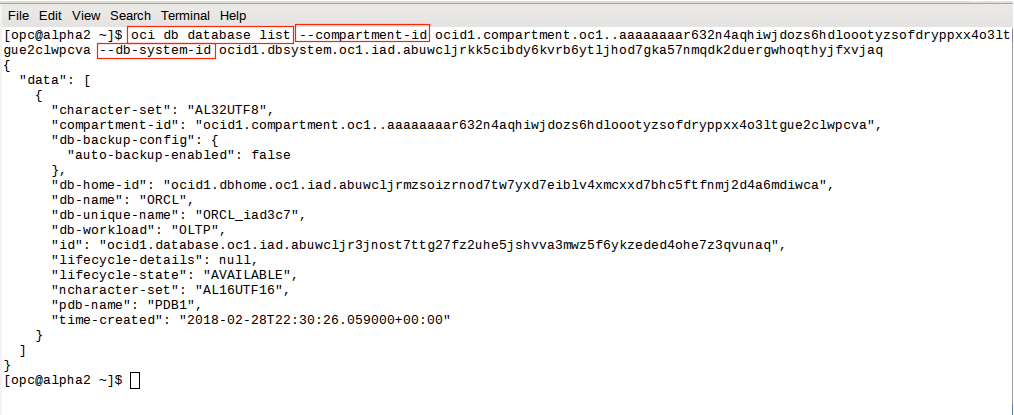 File Edit View Search Terminal Help
[opc@alpha2 ~]$ oci db database list --compartment-id ocid1.compartment.oc1..aaaaaaaar632n4aqhiwjdozs6hdloootyzsofdryppxx4o3lt
gue2clwpcva --db-system-id ocid1.dbsystem.oc1.iad.abuwcljrkk5cibdy6kvrb6ytljhod7gka57nmqdk2duergwhoqthyjfxvjaq
{
  "data": [
    {
      "character-set": "AL32UTF8",
      "compartment-id": "ocid1.compartment.oc1..aaaaaaaar632n4aqhiwjdozs6hdloootyzsofdryppxx4o3ltgue2clwpcva",
      "db-backup-config": {
        "auto-backup-enabled": false
      },
      "db-home-id": "ocid1.dbhome.oc1.iad.abuwcljrmzsoizrnod7tw7yxd7eiblv4xmcxxd7bhc5ftfnmj2d4a6mdiwca",
      "db-name": "ORCL",
      "db-unique-name": "ORCL_iad3c7",
      "db-workload": "OLTP",
      "id": "ocid1.database.oc1.iad.abuwcljr3jnost7ttg27fz2uhe5jshvva3mwz5f6ykzeded4ohe7z3qvunaq",
      "lifecycle-details": null,
      "lifecycle-state": "AVAILABLE",
      "ncharacter-set": "AL16UTF16",
      "pdb-name": "PDB1",
      "time-created": "2018-02-28T22:30:26.059000+00:00"
    }
  ]
}
[opc@alpha2 ~]$